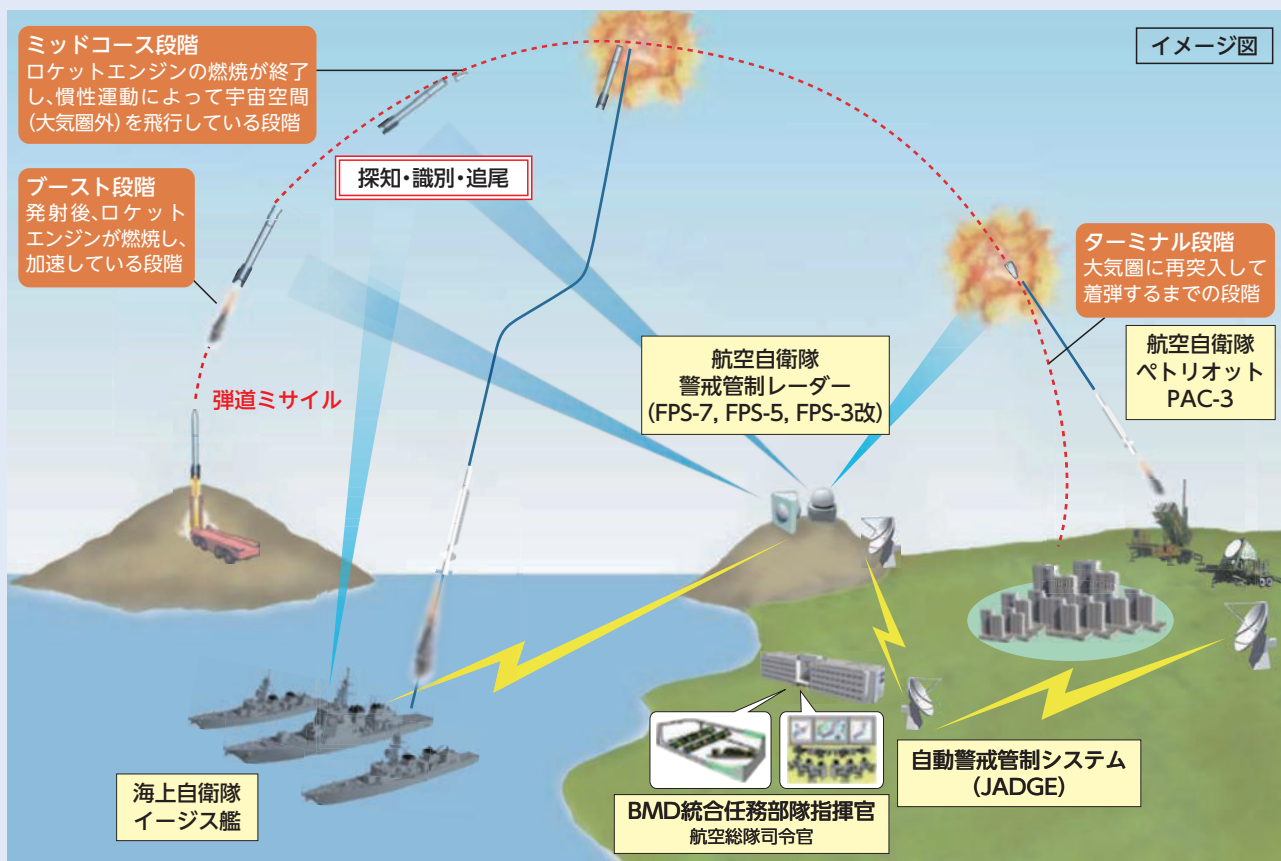 イメージ図
ミッドコース段階
ロケットエンジンの燃焼が終了
し、慣性運動によって宇宙空間
(大気圏外)を飛行している段階
探知・識別・追尾
ブースト段階
発射後、ロケット
エンジンが燃焼し、
加速している段階
ターミナル段階
大気圏に再突入して
着弾するまでの段階
航空自衛隊
警戒管制レーダー
(FPS-7, FPS-5, FPS-3改)
航空自衛隊
ペトリオット
PAC-3
弾道ミサイル
海上自衛隊
イージス艦
BMD統合任務部隊指揮官
航空総隊司令官
自動警戒管制システム
(JADGE)